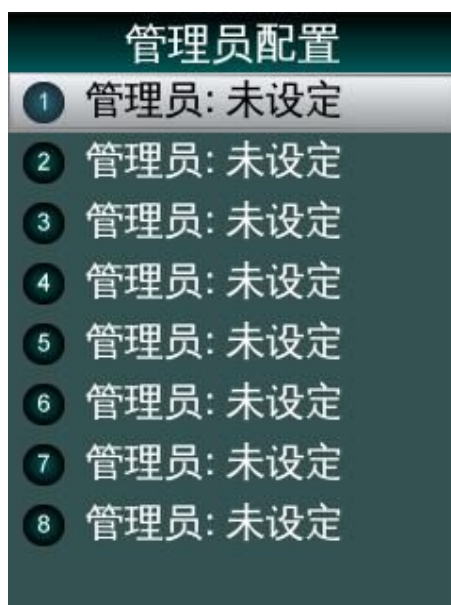 管理员配置
1 管理员: 未设定
2 管理员: 未设定
3 管理员: 未设定
4 管理员: 未设定
5 管理员: 未设定
6 管理员: 未设定
7 管理员: 未设定
8 管理员: 未设定